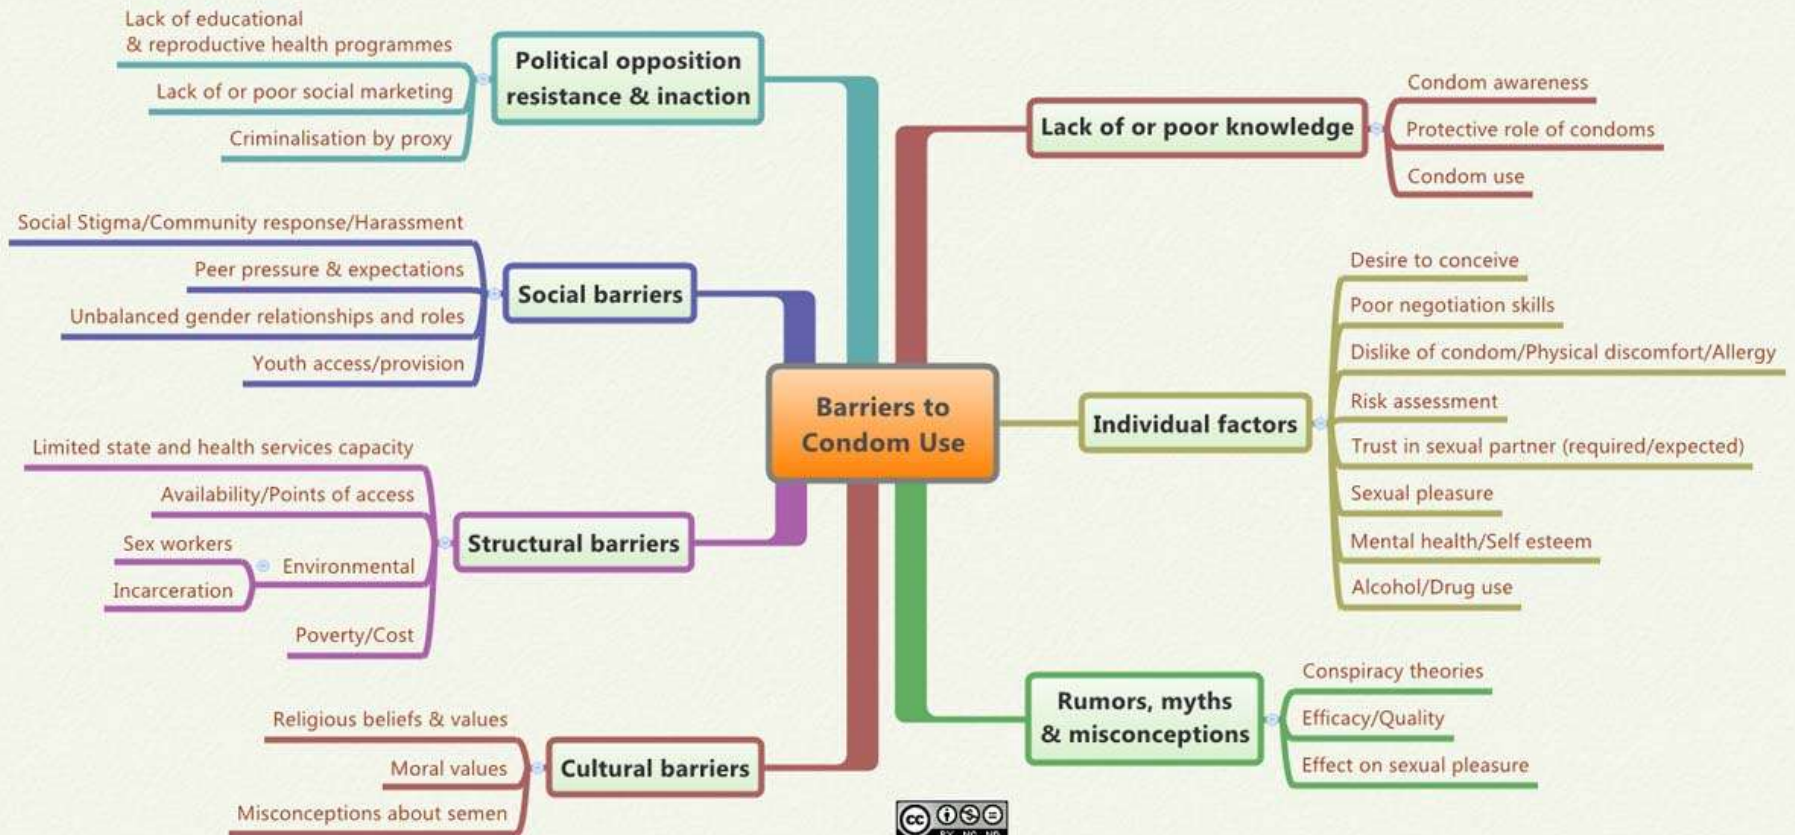 Lack of educational
& reproductive health programmes
Lack of or poor social marketing
Criminalisation by proxy
Political opposition
resistance & inaction
Social Stigma/Community response/Harassment
Peer pressure & expectations
Unbalanced gender relationships and roles
Youth access/provision
Social barriers
Limited state and health services capacity
Availability/Points of access
Sex workers
Incarceration
Environmental
Poverty/Cost
Structural barriers
Religious beliefs & values
Moral values
Misconceptions about semen
Cultural barriers
Barriers to
Condom Use
Lack of or poor knowledge
Condom awareness
Protective role of condoms
Condom use
Individual factors
Desire to conceive
Poor negotiation skills
Dislike of condom/Physical discomfort/Allergy
Risk assessment
Trust in sexual partner (required/expected)
Sexual pleasure
Mental health/Self esteem
Alcohol/Drug use
Rumors, myths
& misconceptions
Conspiracy theories
Efficacy/Quality
Effect on sexual pleasure
cc
BY NC ND